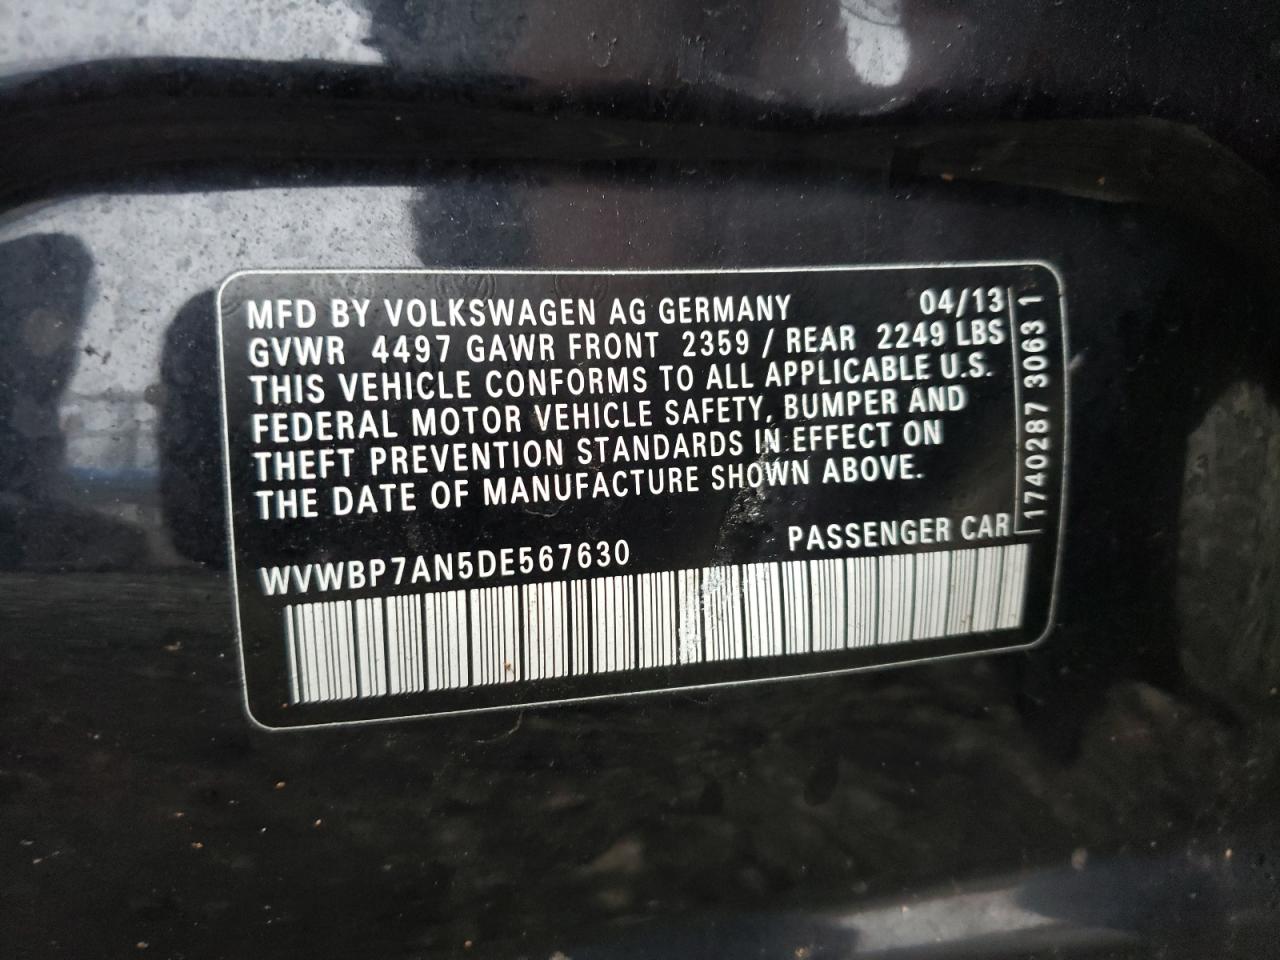 MFD BY VOLKSWAGEN AG GERMANY 04/13
GVWR 4497 GAWR FRONT 2359 / REAR 2249 LBS
THIS VEHICLE CONFORMS TO ALL APPLICABLE U.S.
FEDERAL MOTOR VEHICLE SAFETY, BUMPER AND
THEFT PREVENTION STANDARDS IN EFFECT ON
THE DATE OF MANUFACTURE SHOWN ABOVE.
PASSENGER CAR
WVWBP7AN5DE567630
1740287 3063 1